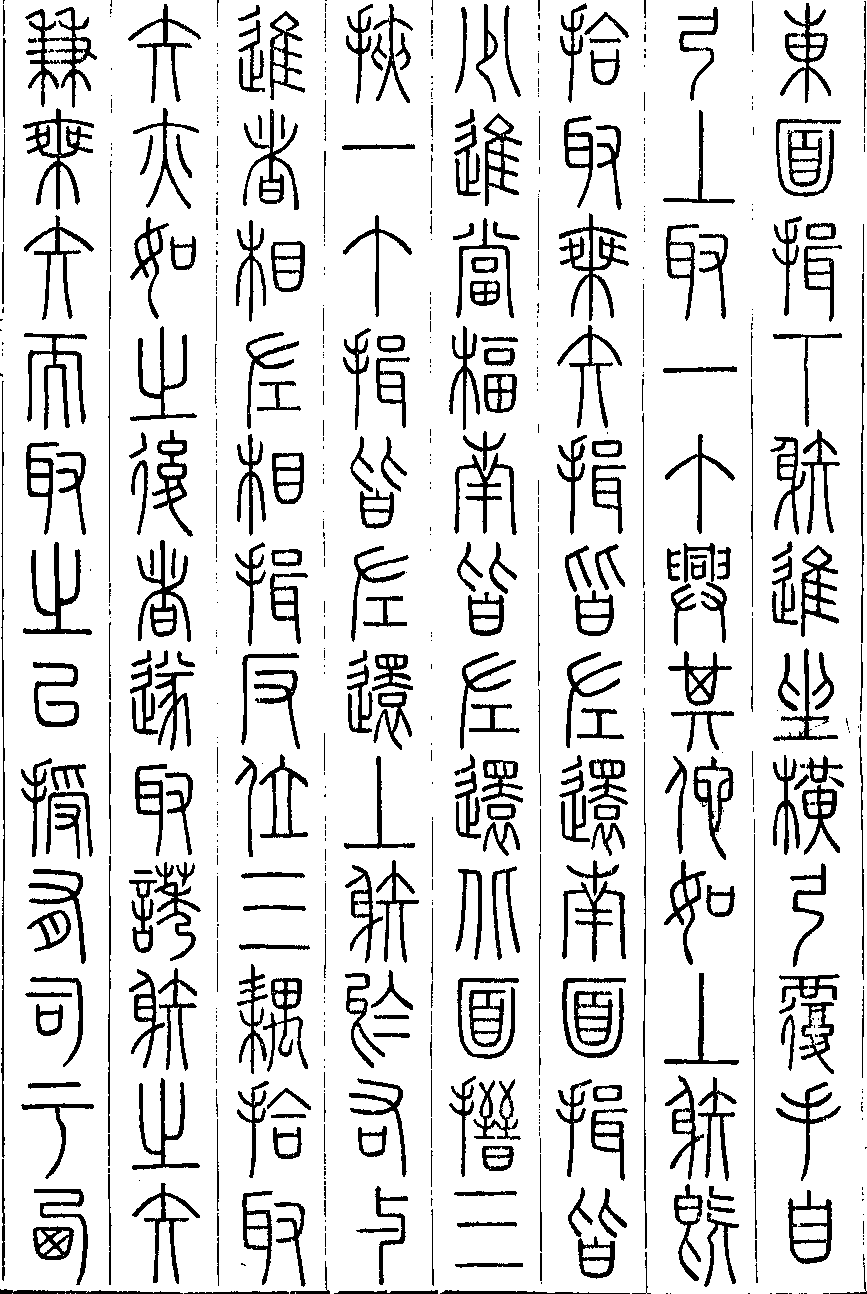 東面揖下射進坐橫弓覆手自
弓上取一个興其他如上射既
拾取乘矢揖皆左還南面揖皆
少進當楅南皆左還北面搢三
挾一个揖皆左還上射於右与
進者相左相揖反位三耦拾取
矢亦如之後者遂取誘射之矢
兼乘矢而取之以授有司于西